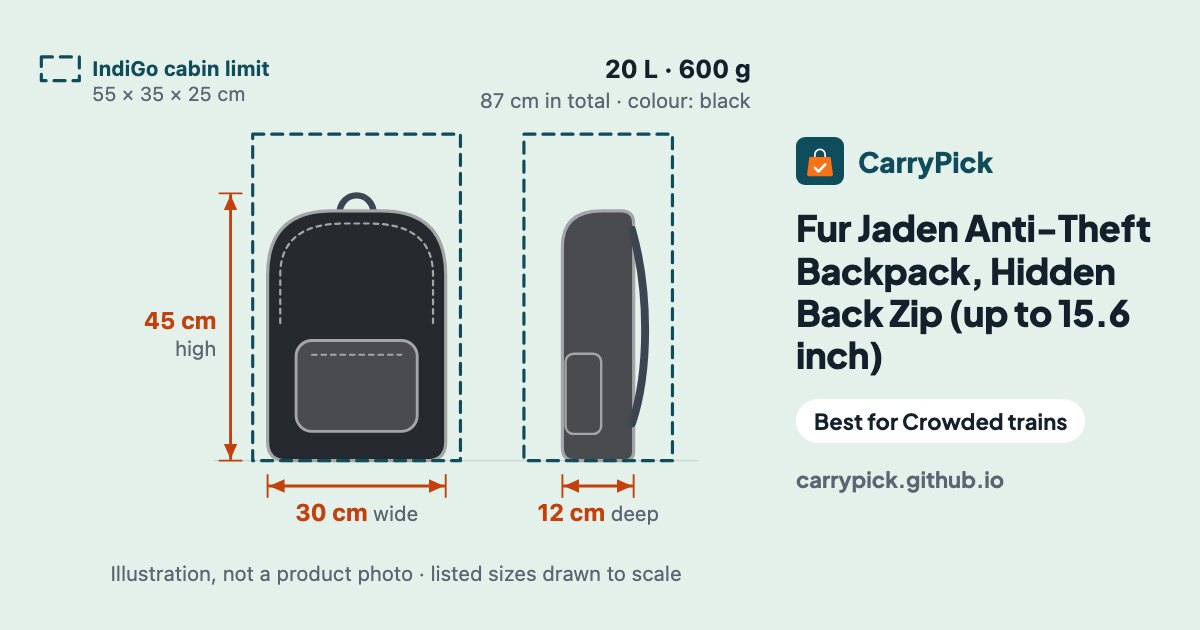 IndiGo cabin limit
55 × 35 × 25 cm
20 L · 600 g
87 cm in total · colour: black
45 cm
high
30 cm wide
12 cm deep
Illustration, not a product photo · listed sizes drawn to scale
CarryPick
Fur Jaden Anti-Theft
Backpack, Hidden
Back Zip (up to 15.6
inch)
Best for Crowded trains
carrypick.github.io